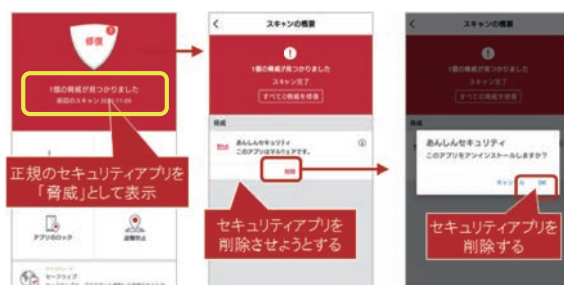 修復
1個の脅威が見つかりました
前回のスキャン
11:09
正規のセキュリティアプリを
「脅威」として表示
アプリのロック
盗難防止
セーフウェブ
スキャンの概要
1個の脅威が見つかりました
スキャン完了
すべての脅威を修復
脅威
あんしんセキュリティ
このアプリはマルウェアです。
削除
セキュリティアプリを
削除させようとする
スキャンの概要
1個の脅威が見つかりました
スキャン完了
すべての脅威を修復
脅威
あんしんセキュリティ
このアプリをアンインストールしますか?
OK
セキュリティアプリを
削除する